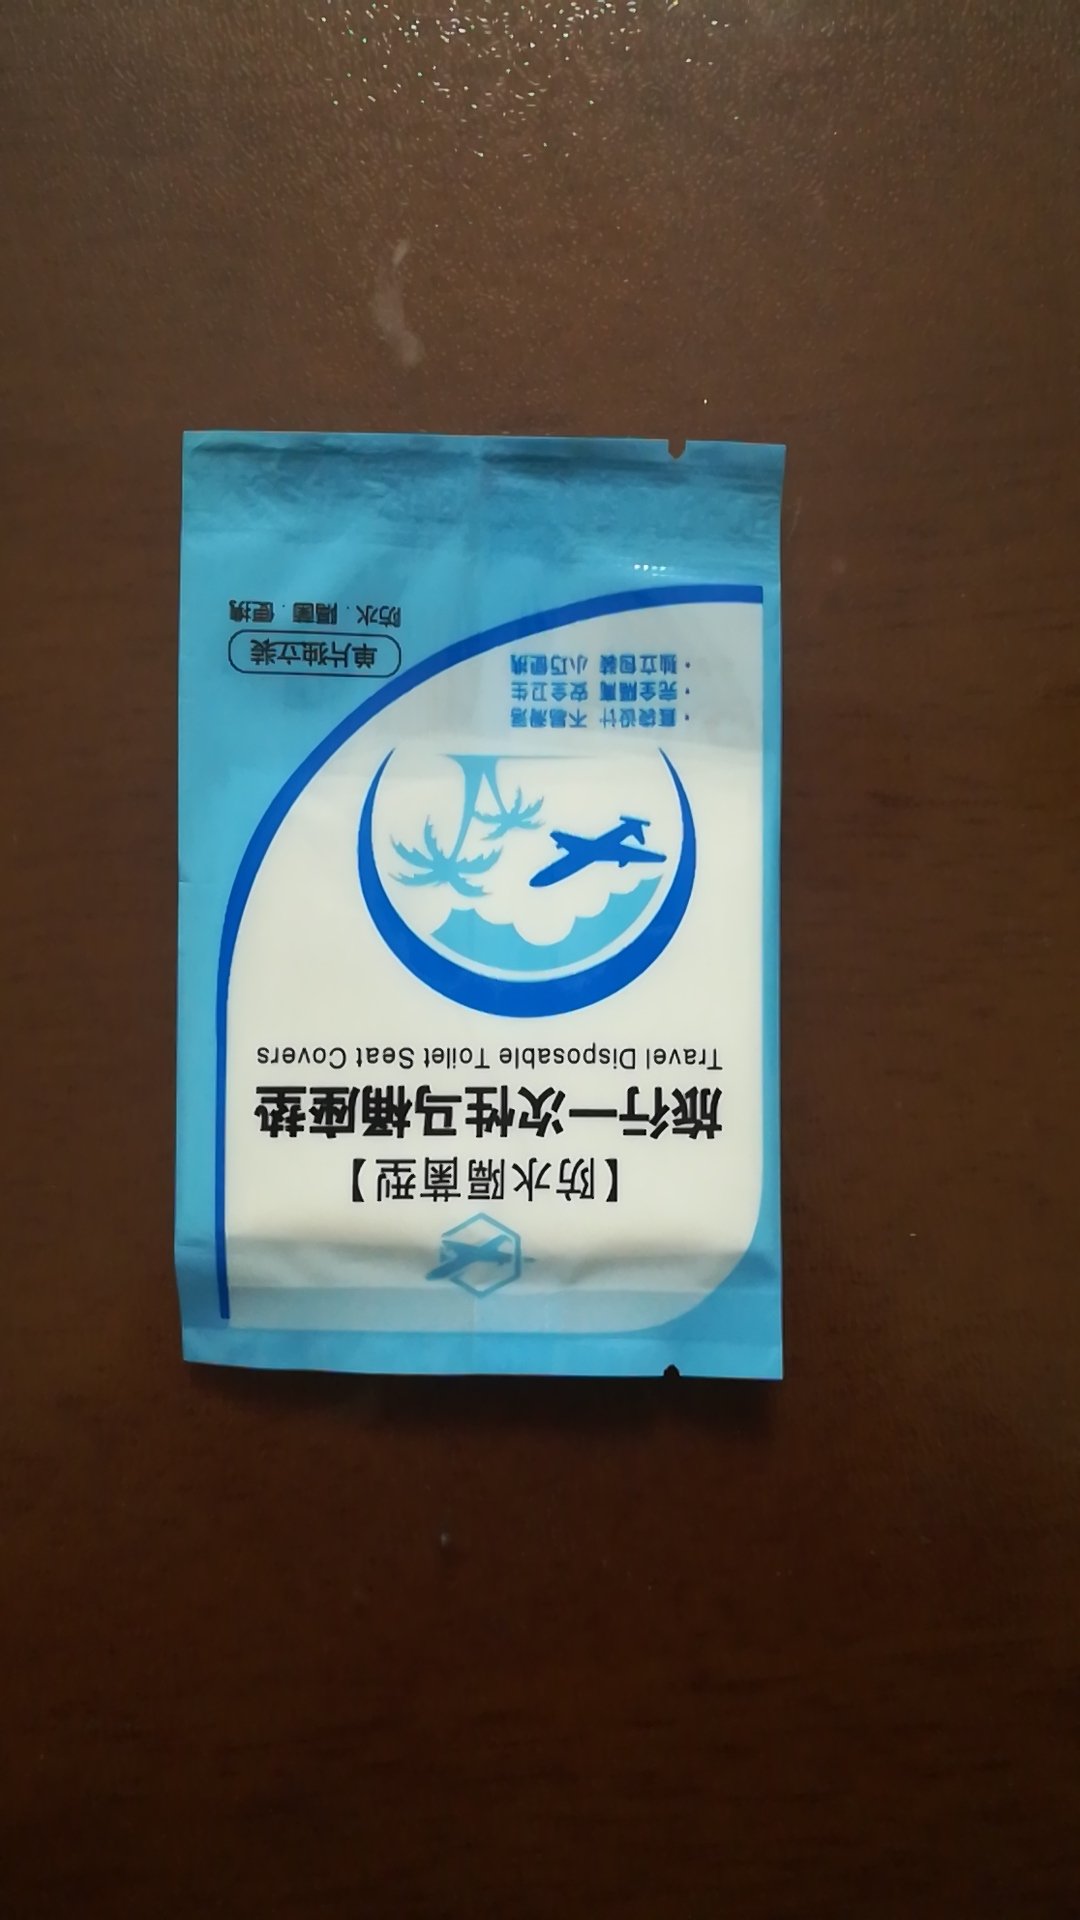 【防水隔菌型】
旅行一次性马桶座垫
Travel Disposable Toilet Seat Covers
· 直袋设计 不易滑落
· 完全隔离 安全卫生
· 独立包装 小巧便携
单片独立装
防水 . 隔菌 . 便携